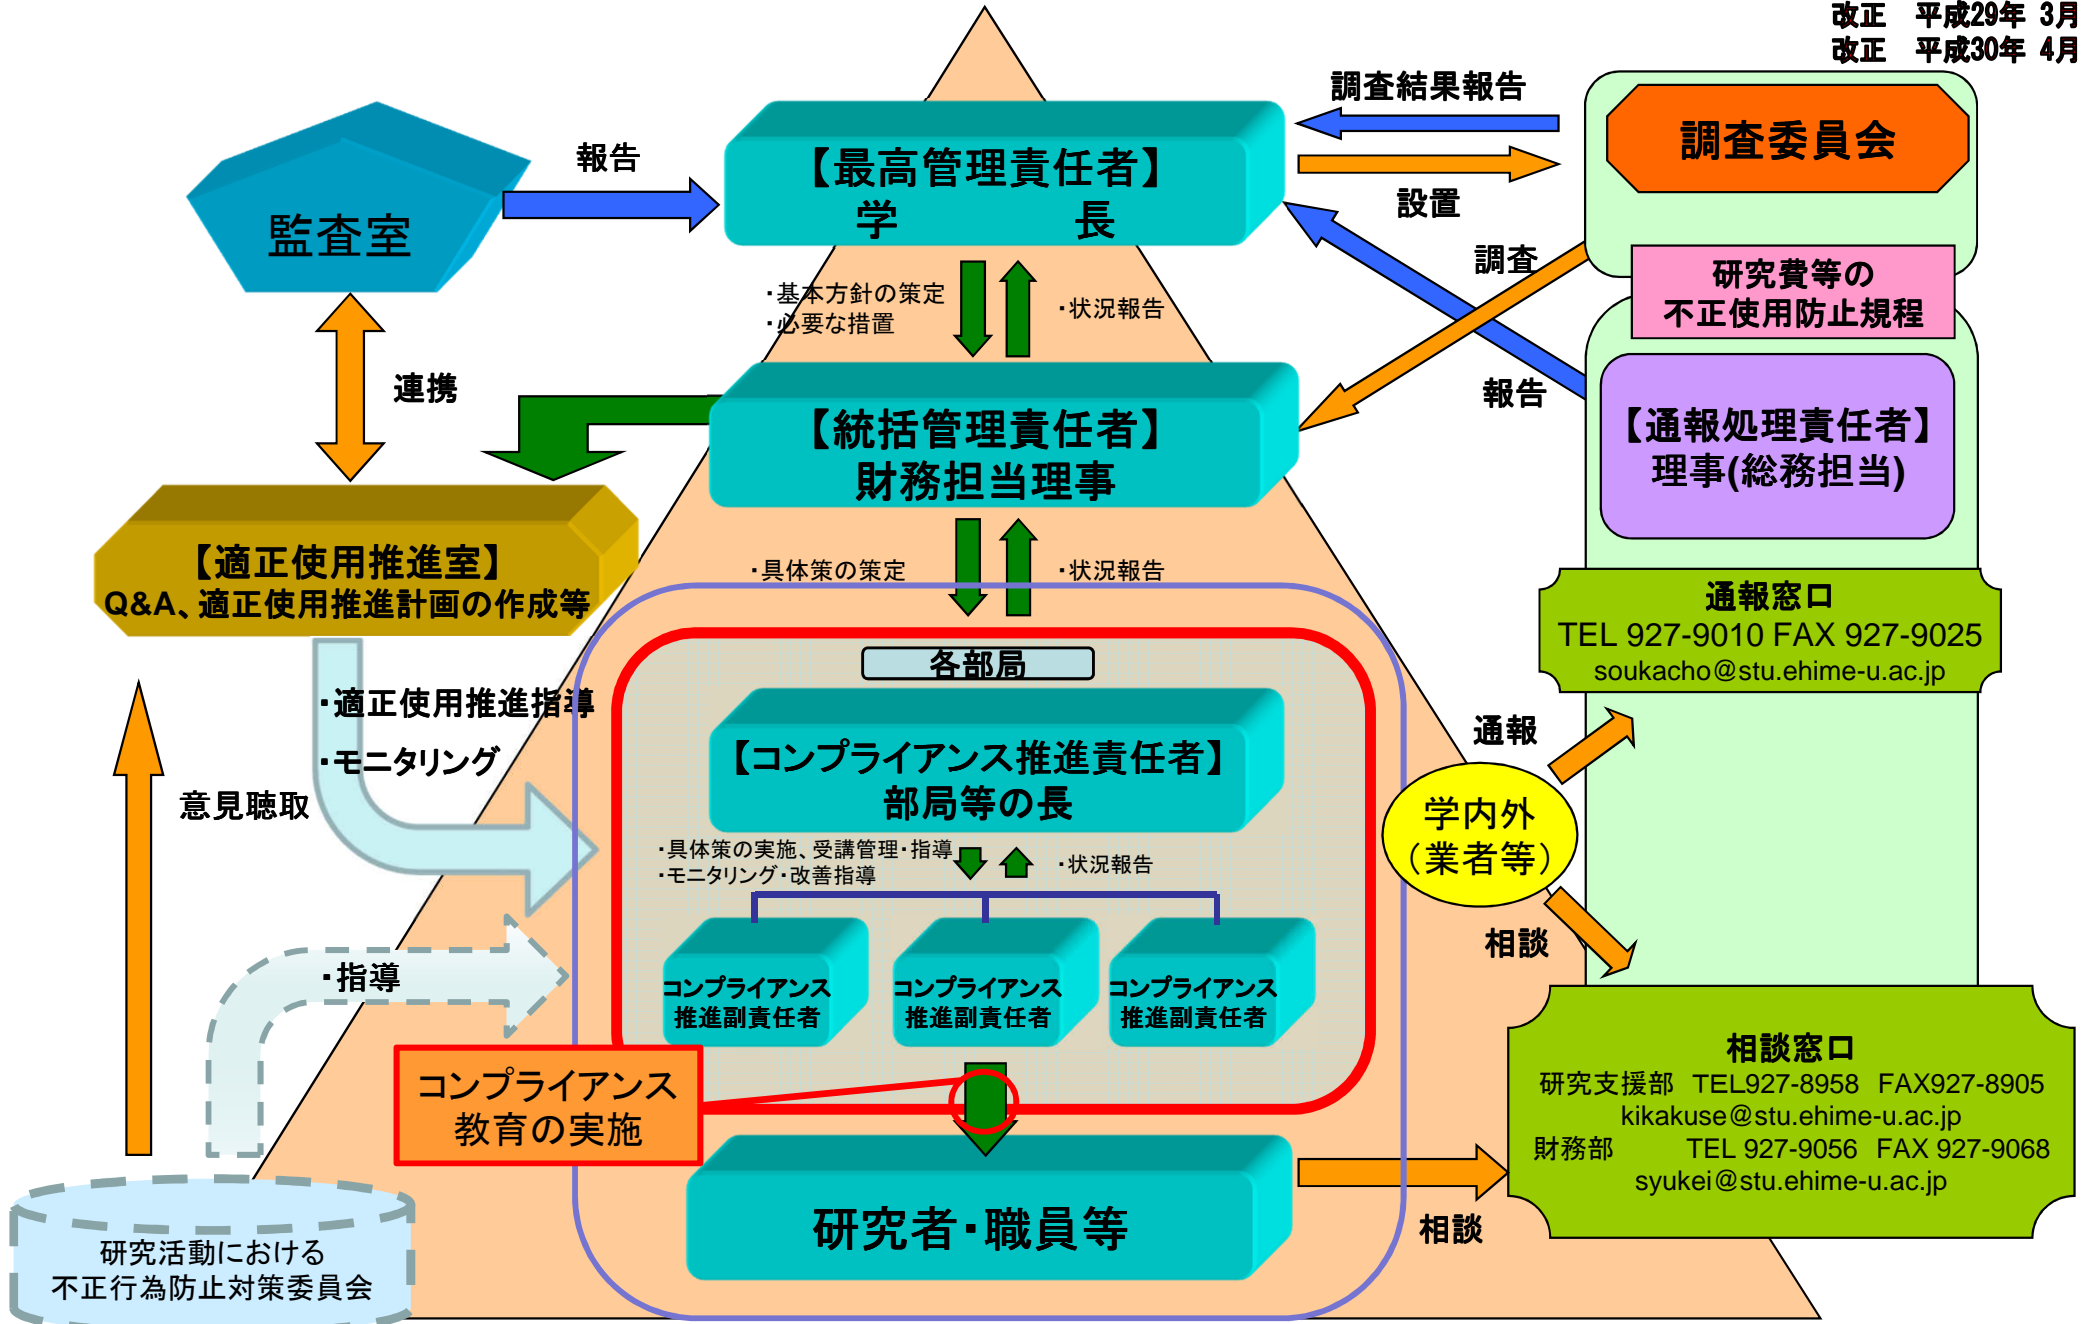 改正　平成29年 3月
改正　平成30年 4月
調査結果報告
調査委員会
報告
【最高管理責任者】
学　　　　長
設置
監査室
調査
研究費等の
不正使用防止規程
・基本方針の策定
・必要な措置
・状況報告
連携
報告
【統括管理責任者】
財務担当理事
【通報処理責任者】
理事(総務担当)
【適正使用推進室】
Q&A、適正使用推進計画の作成等
・具体策の策定
・状況報告
通報窓口
TEL 927-9010 FAX 927-9025
soukacho@stu.ehime-u.ac.jp
各部局
・適正使用推進指導
・モニタリング
通報
【コンプライアンス推進責任者】
部局等の長
意見聴取
学内外
（業者等）
・具体策の実施、受講管理・指導
・モニタリング・改善指導
・状況報告
相談
・指導
コンプライアンス
推進副責任者
コンプライアンス
推進副責任者
コンプライアンス
推進副責任者
コンプライアンス
教育の実施
相談窓口
研究支援部　TEL927-8958　FAX927-8905
kikakuse@stu.ehime-u.ac.jp
財務部　　　TEL 927-9056　FAX 927-9068
syukei@stu.ehime-u.ac.jp
研究者・職員等
相談
研究活動における
不正行為防止対策委員会